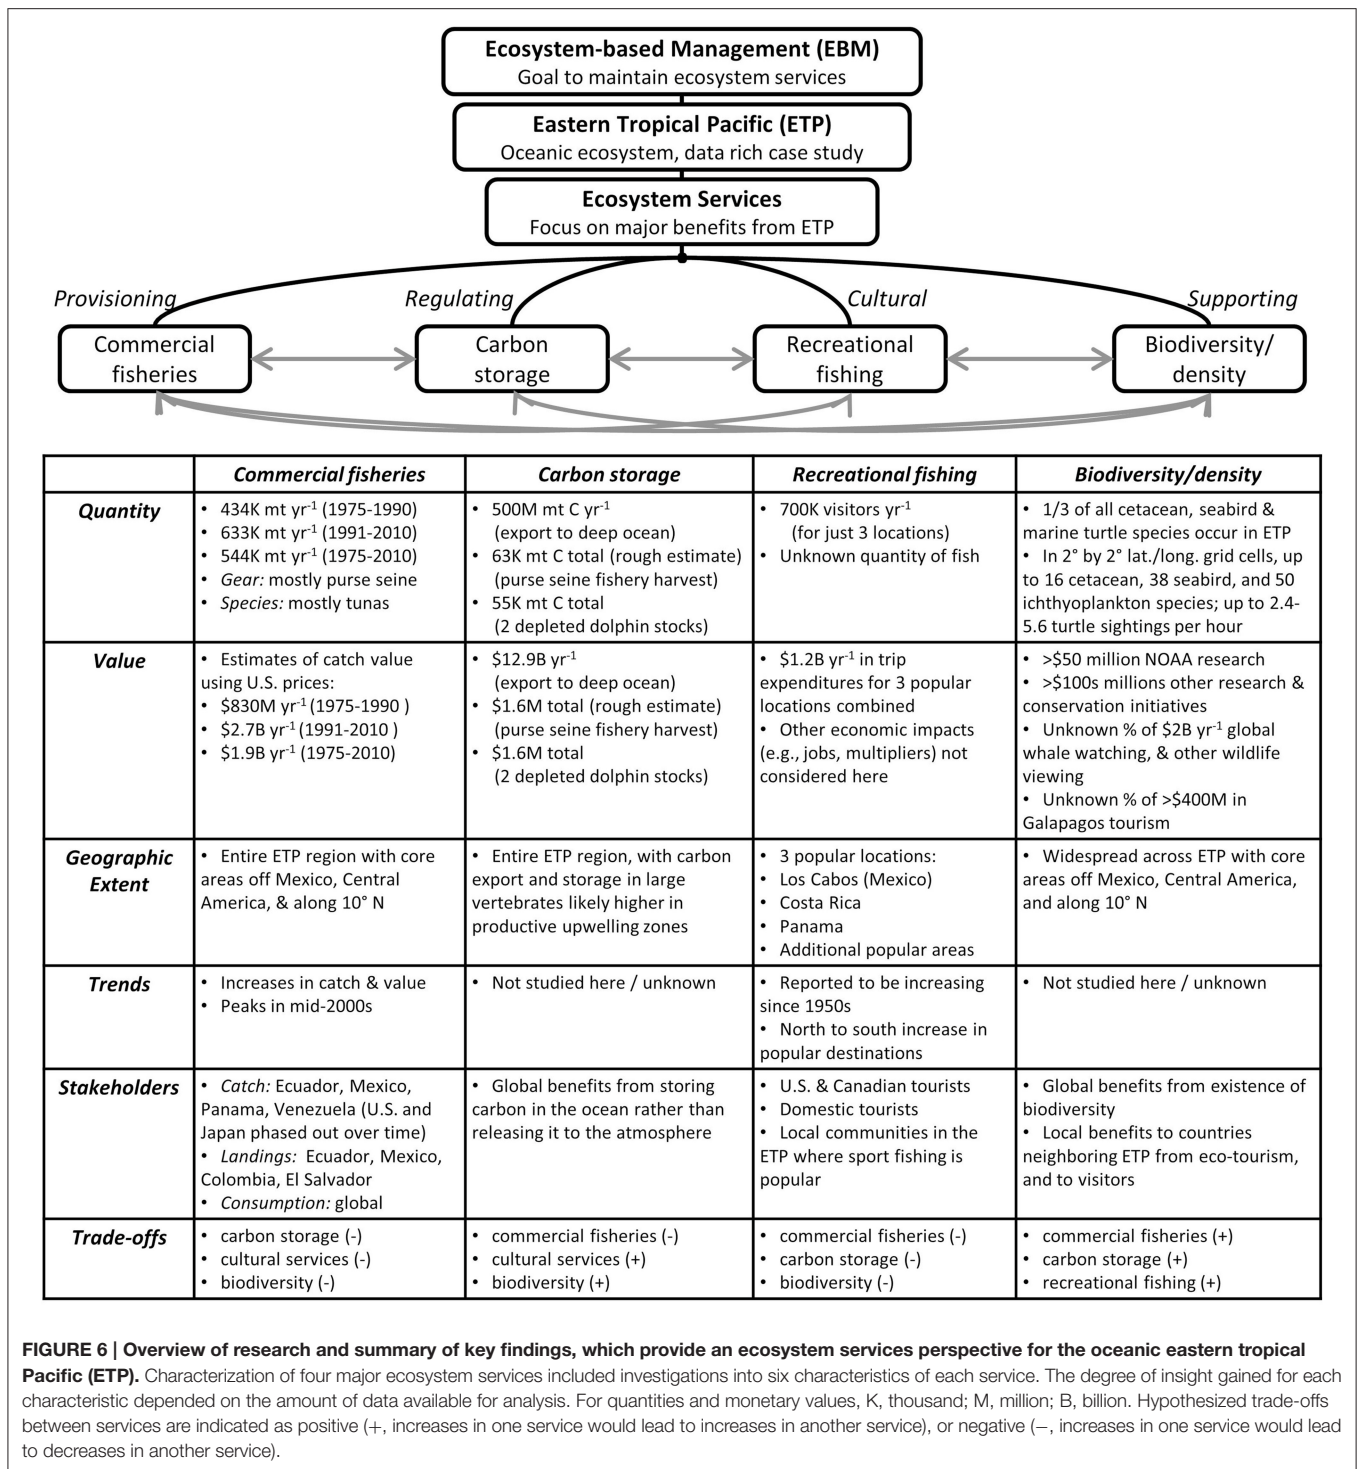 Ecosystem-based Management (EBM)
Goal to maintain ecosystem services
Eastern Tropical Pacific (ETP)
Oceanic ecosystem, data rich case study
Ecosystem Services
Focus on major benefits from ETP
Provisioning
Regulating
Cultural
Supporting
Commercial
fisheries
Carbon
storage
Recreational
fishing
Biodiversity/
density
Commercial fisheries
Carbon storage
Recreational fishing
Biodiversity/density
Quantity
• 434K mt yr⁻¹ (1975-1990)
• 633K mt yr⁻¹ (1991-2010)
• 544K mt yr⁻¹ (1975-2010)
• Gear: mostly purse seine
• Species: mostly tunas
• 500M mt C yr⁻¹
(export to deep ocean)
• 63K mt C total (rough estimate)
(purse seine fishery harvest)
• 55K mt C total
(2 depleted dolphin stocks)
• 700K visitors yr⁻¹
(for just 3 locations)
• Unknown quantity of fish
• 1/3 of all cetacean, seabird &
marine turtle species occur in ETP
• In 2° by 2° lat./long. grid cells, up
to 16 cetacean, 38 seabird, and 50
ichthyoplankton species; up to 2.4-
5.6 turtle sightings per hour
Value
• Estimates of catch value
using U.S. prices:
• $830M yr⁻¹ (1975-1990 )
• $2.7B yr⁻¹ (1991-2010 )
• $1.9B yr⁻¹ (1975-2010)
• $12.9B yr⁻¹
(export to deep ocean)
• $1.6M total (rough estimate)
(purse seine fishery harvest)
• $1.6M total
(2 depleted dolphin stocks)
• $1.2B yr⁻¹ in trip
expenditures for 3 popular
locations combined
• Other economic impacts
(e.g., jobs, multipliers) not
considered here
• >$50 million NOAA research
• >$100s millions other research &
conservation initiatives
• Unknown % of $2B yr⁻¹ global
whale watching, & other wildlife
viewing
• Unknown % of >$400M in
Galapagos tourism
Geographic
Extent
• Entire ETP region with core
areas off Mexico, Central
America, & along 10° N
• Entire ETP region, with carbon
export and storage in large
vertebrates likely higher in
productive upwelling zones
• 3 popular locations:
• Los Cabos (Mexico)
• Costa Rica
• Panama
• Additional popular areas
• Widespread across ETP with core
areas off Mexico, Central America,
and along 10° N
Trends
• Increases in catch & value
• Peaks in mid-2000s
• Not studied here / unknown
• Reported to be increasing
since 1950s
• North to south increase in
popular destinations
• Not studied here / unknown
Stakeholders
• Catch: Ecuador, Mexico,
Panama, Venezuela (U.S. and
Japan phased out over time)
• Landings: Ecuador, Mexico,
Colombia, El Salvador
• Consumption: global
• Global benefits from storing
carbon in the ocean rather than
releasing it to the atmosphere
• U.S. & Canadian tourists
• Domestic tourists
• Local communities in the
ETP where sport fishing is
popular
• Global benefits from existence of
biodiversity
• Local benefits to countries
neighboring ETP from eco-tourism,
and to visitors
Trade-offs
• carbon storage (-)
• cultural services (-)
• biodiversity (-)
• commercial fisheries (-)
• cultural services (+)
• biodiversity (+)
• commercial fisheries (-)
• carbon storage (-)
• biodiversity (-)
• commercial fisheries (+)
• carbon storage (+)
• recreational fishing (+)
FIGURE 6 | Overview of research and summary of key findings, which provide an ecosystem services perspective for the oceanic eastern tropical
Pacific (ETP). Characterization of four major ecosystem services included investigations into six characteristics of each service. The degree of insight gained for each
characteristic depended on the amount of data available for analysis. For quantities and monetary values, K, thousand; M, million; B, billion. Hypothesized trade-offs
between services are indicated as positive (+, increases in one service would lead to increases in another service), or negative (−, increases in one service would lead
to decreases in another service).